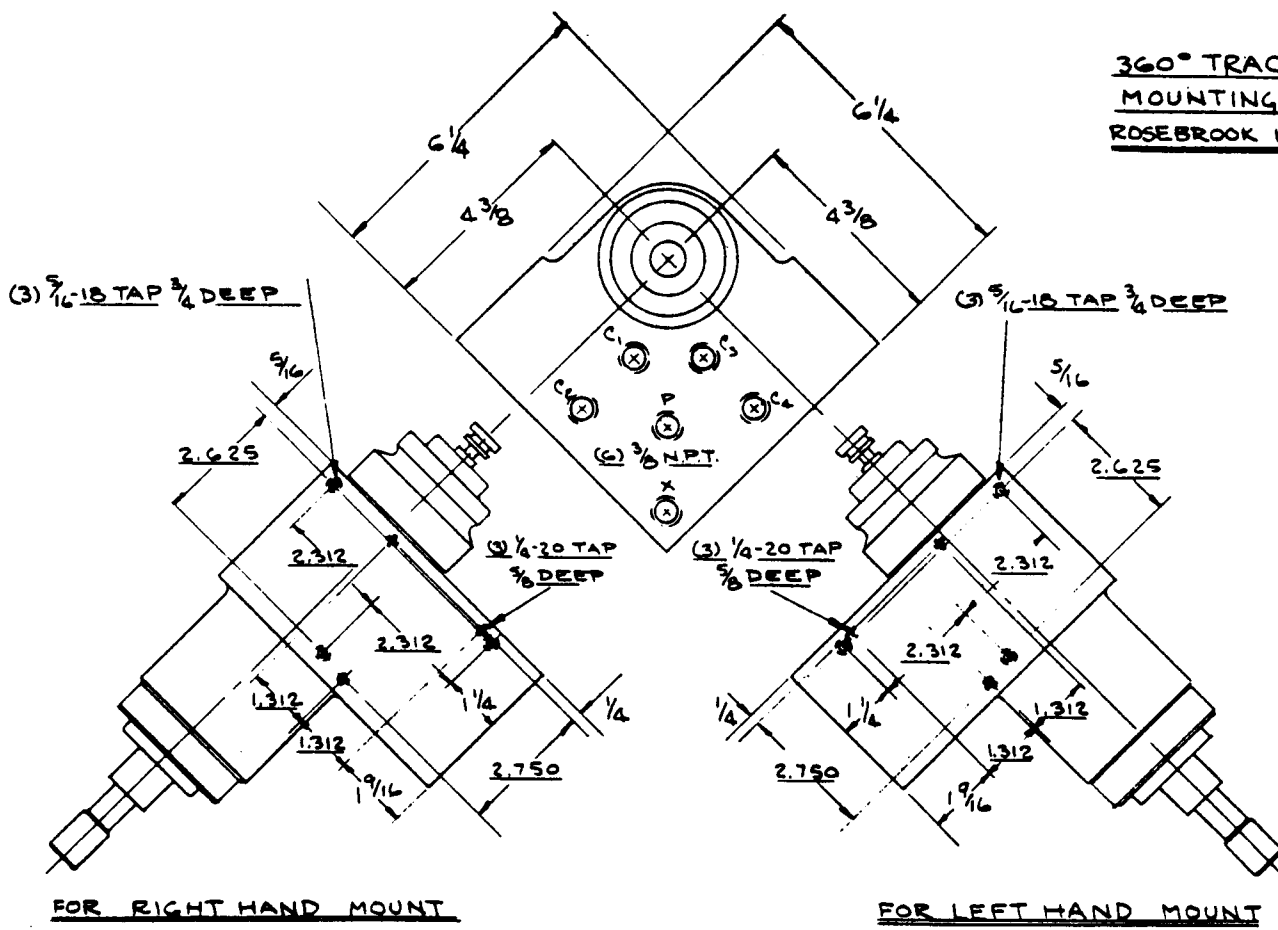 360° TRAC
MOUNTING
ROSEBROOK
6 1/4
6 1/4
4 3/8
4 3/8
(3) 5/16-18 TAP 3/4 DEEP
(3) 5/16-18 TAP 3/4 DEEP
C1
C3
C2
P
C4
(6) 3/8 N.P.T.
X
5/16
5/16
2.625
2.625
2.312
2.312
(3) 1/4-20 TAP
5/8 DEEP
(3) 1/4-20 TAP
5/8 DEEP
2.312
2.312
1.312
1 1/4
1/4
1/4
1 1/4
1.312
1.312
1.312
2.750
2.750
1 9/16
1 9/16
FOR RIGHT HAND MOUNT
FOR LEFT HAND MOUNT